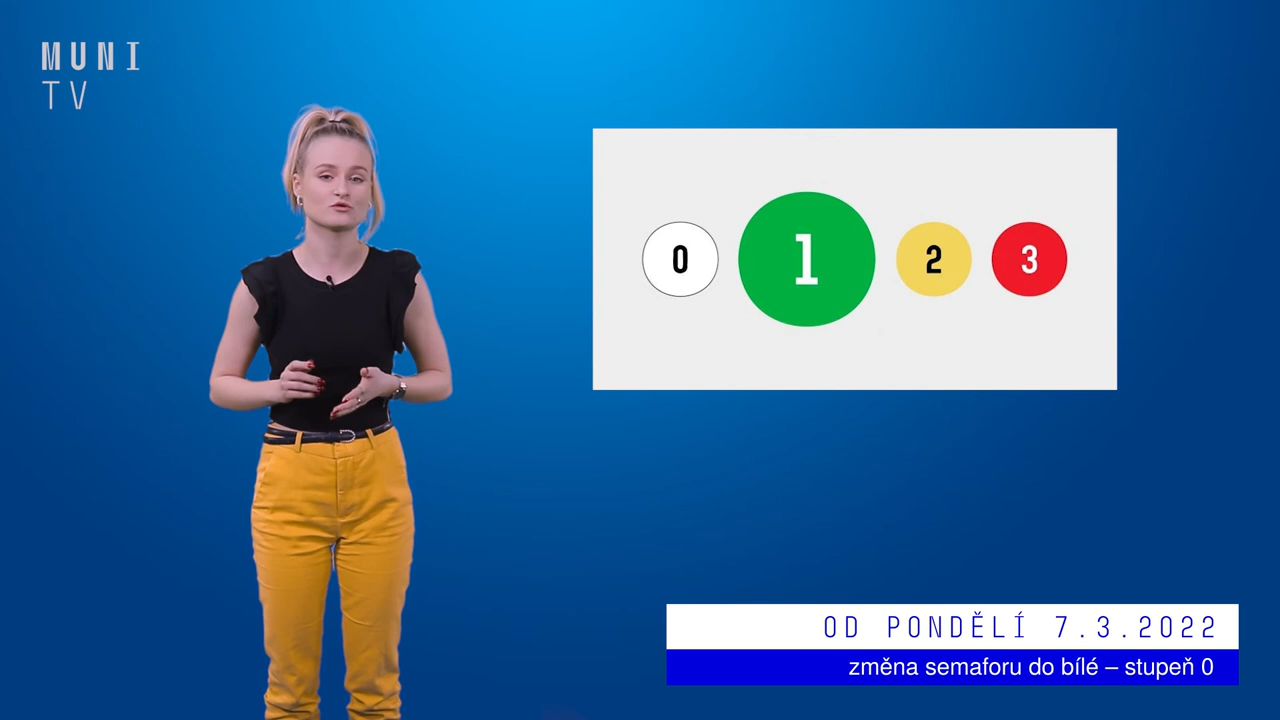 MUNI
TV
0 1 2 3
OD PONDĚLÍ 7.3.2022
změna semaforu do bílé – stupeň 0